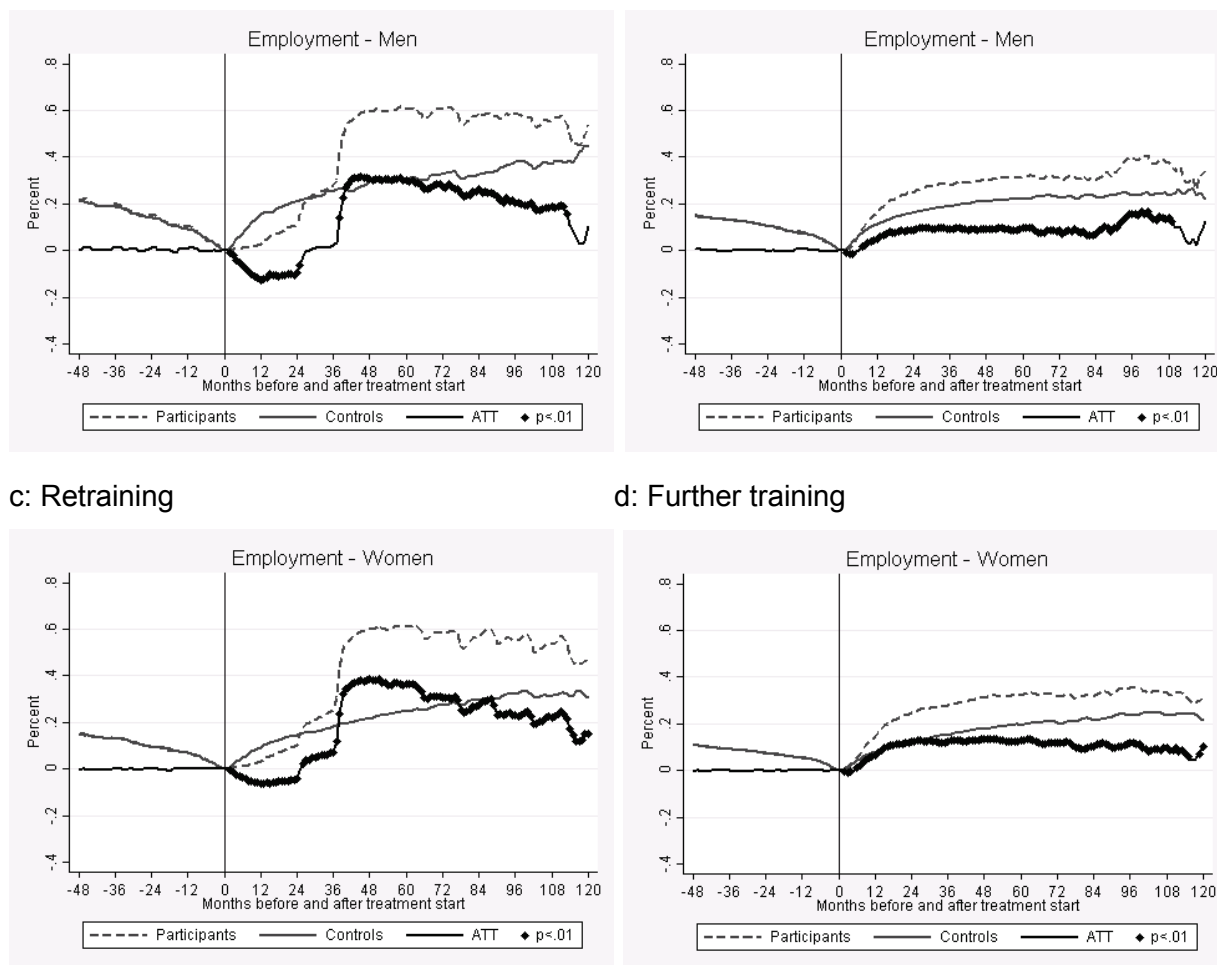 Employment - Men
Percent
.8
.6
.4
.2
0
-.2
-.4
-48 -36 -24 -12 0 12 24 36 48 60 72 84 96 108 120
Months before and after treatment start
Participants Controls ATT p<.01
Employment - Men
Percent
.8
.6
.4
.2
0
-.2
-.4
-48 -36 -24 -12 0 12 24 36 48 60 72 84 96 108 120
Months before and after treatment start
Participants Controls ATT p<.01
c: Retraining
d: Further training
Employment - Women
Percent
.8
.6
.4
.2
0
-.2
-.4
-48 -36 -24 -12 0 12 24 36 48 60 72 84 96 108 120
Months before and after treatment start
Participants Controls ATT p<.01
Employment - Women
Percent
.8
.6
.4
.2
0
-.2
-.4
-48 -36 -24 -12 0 12 24 36 48 60 72 84 96 108 120
Months before and after treatment start
Participants Controls ATT p<.01